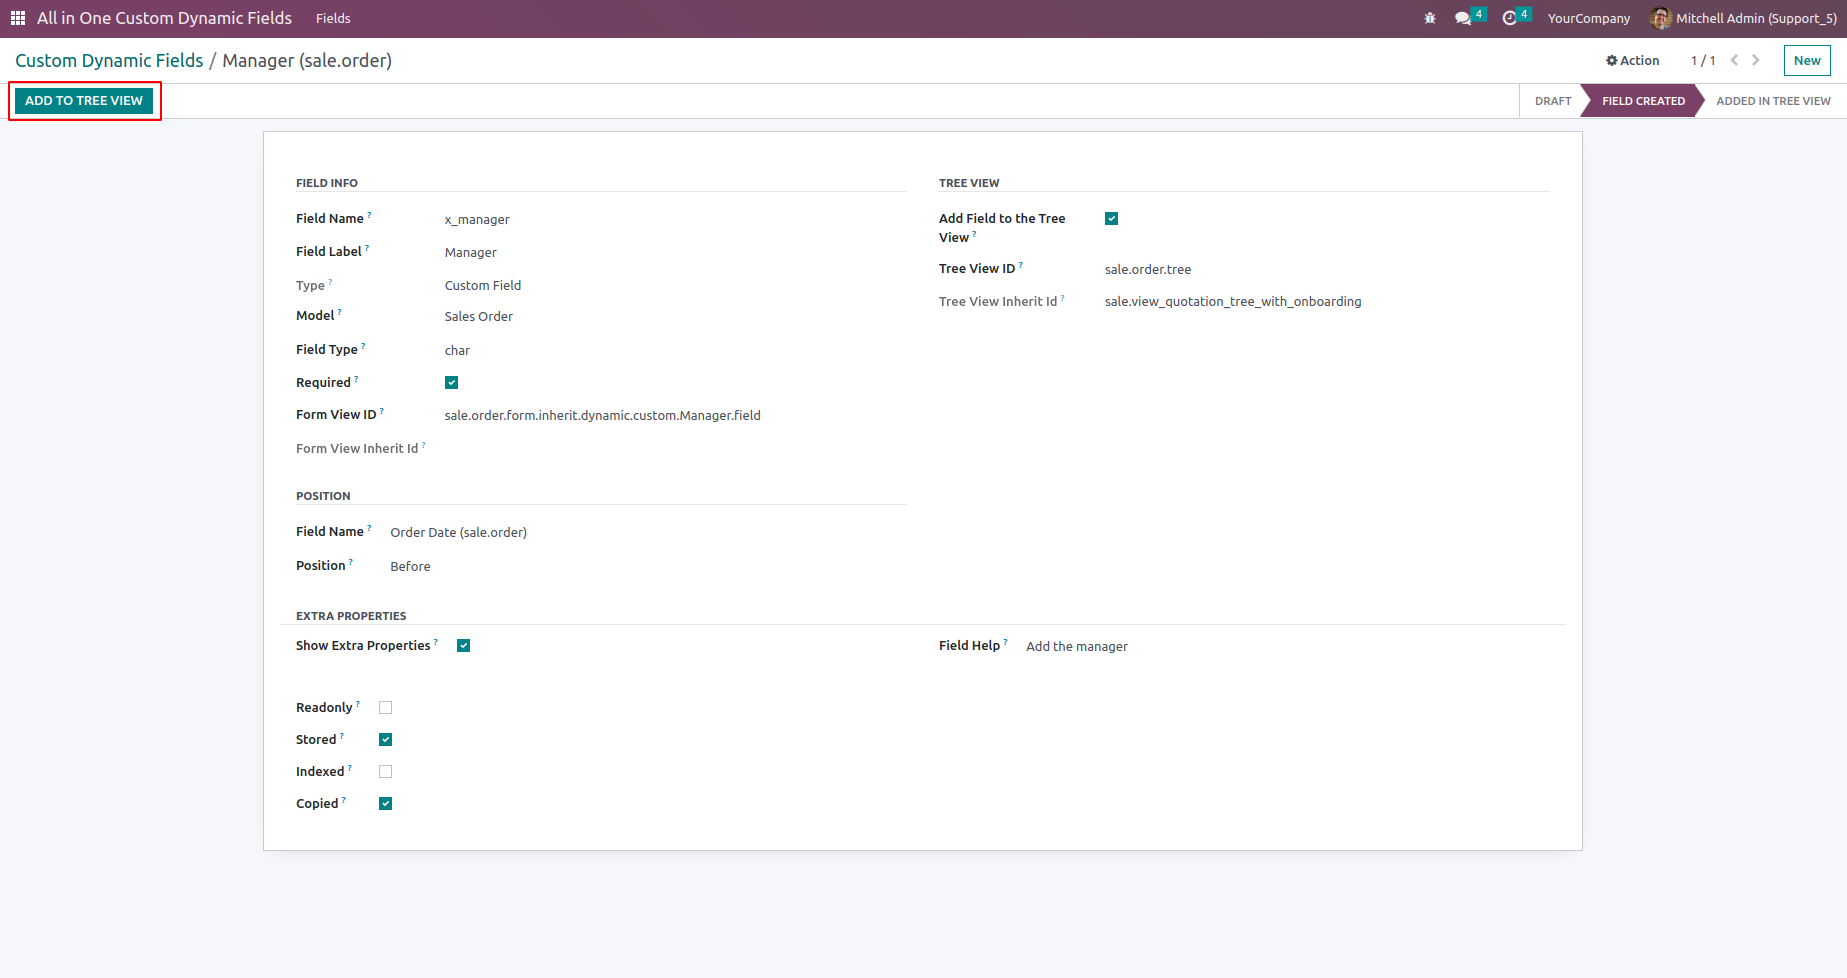 All in One Custom Dynamic Fields Fields 4 4 YourCompany Mitchell Admin (Support_5)
Custom Dynamic Fields / Manager (sale.order) Action 1 / 1 New
ADD TO TREE VIEW DRAFT FIELD CREATED ADDED IN TREE VIEW
FIELD INFO
Field Name ? x_manager
Field Label ? Manager
Type ? Custom Field
Model ? Sales Order
Field Type ? char
Required ?
Form View ID ? sale.order.form.inherit.dynamic.custom.Manager.field
Form View Inherit Id ?
TREE VIEW
Add Field to the Tree
View ?
Tree View ID ? sale.order.tree
Tree View Inherit Id ? sale.view_quotation_tree_with_onboarding
POSITION
Field Name ? Order Date (sale.order)
Position ? Before
EXTRA PROPERTIES
Show Extra Properties ? Field Help ? Add the manager
Readonly ?
Stored ?
Indexed ?
Copied ?